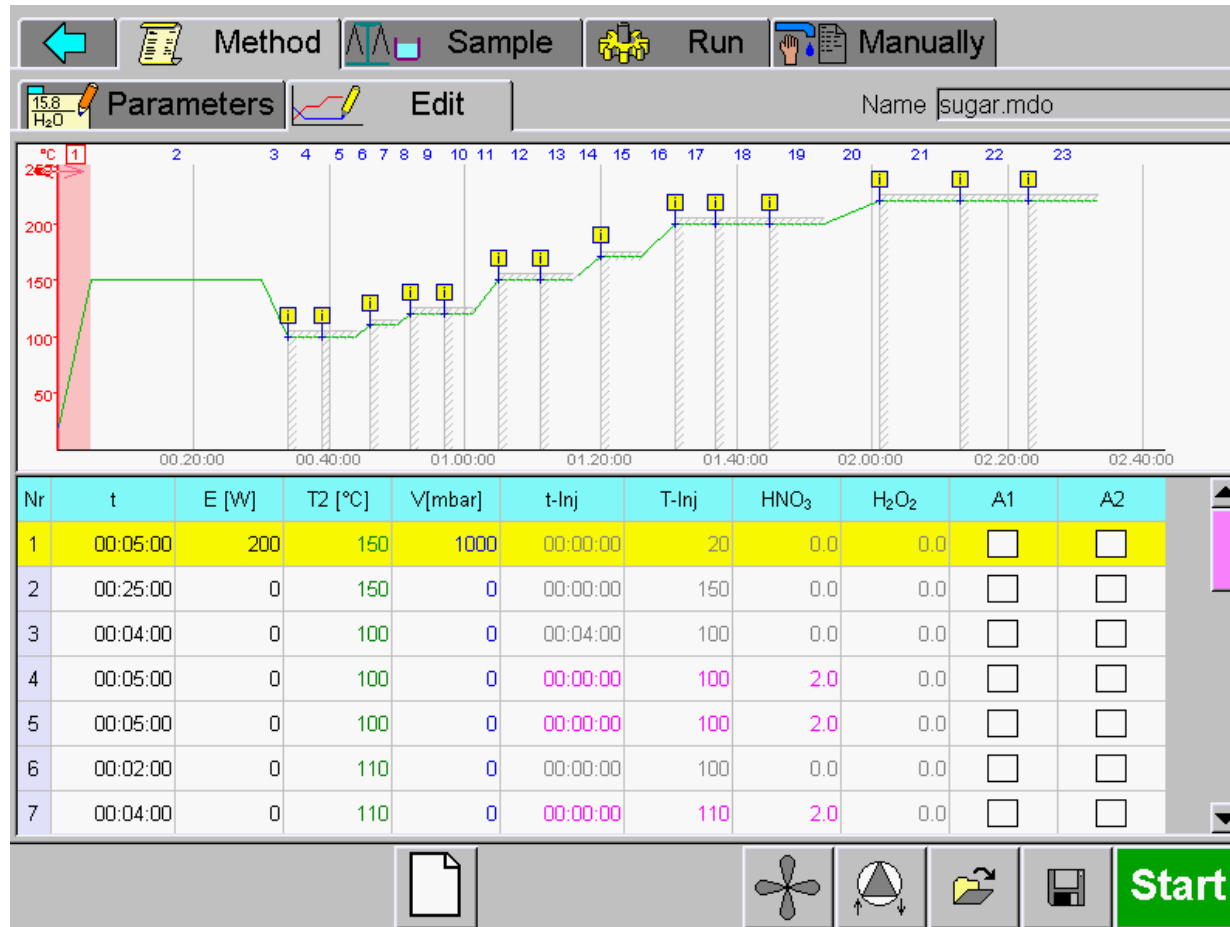 Method Sample Run Manually
15.8 H₂O Parameters Edit Name sugar.mdo
°C 1 2 3 4 5 6 7 8 9 10 11 12 13 14 15 16 17 18 19 20 21 22 23
200
150
100
50
00.20:00 00.40:00 01.00:00 01.20:00 01.40:00 02.00:00 02.20:00 02.40:00
i i i i i i i i i i i i i i
Nr t E [W] T2 [°C] V[mbar] t-Inj T-Inj HNO₃ H₂O₂ A1 A2
1 00:05:00 200 150 1000 00:00:00 20 0.0 0.0
2 00:25:00 0 150 0 00:00:00 150 0.0 0.0
3 00:04:00 0 100 0 00:04:00 100 0.0 0.0
4 00:05:00 0 100 0 00:00:00 100 2.0 0.0
5 00:05:00 0 100 0 00:00:00 100 2.0 0.0
6 00:02:00 0 110 0 00:00:00 100 0.0 0.0
7 00:04:00 0 110 0 00:00:00 110 2.0 0.0
Start